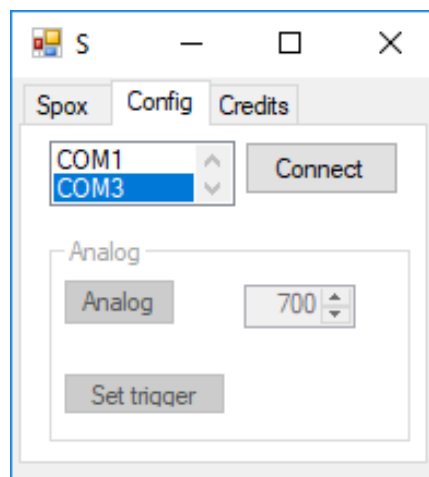 S
Spox Config Credits
COM1
COM3
Connect
Analog
Analog
700
Set trigger